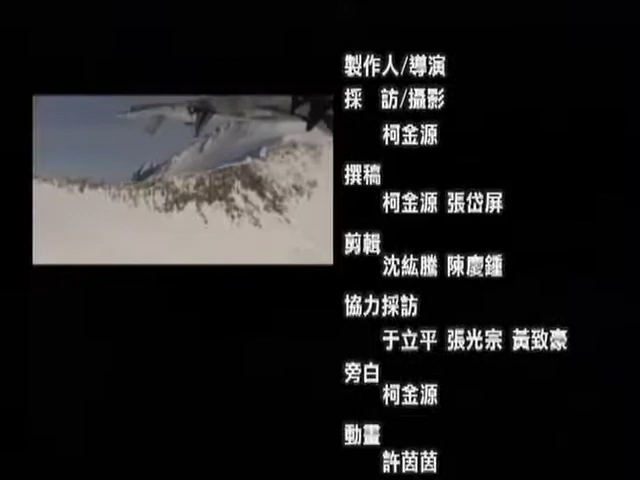 製作人/導演
採 訪/攝影
柯金源
撰稿
柯金源 張岱屏
剪輯
沈紘騰 陳慶鍾
協力採訪
于立平 張光宗 黃致豪
旁白
柯金源
動畫
許茵茵